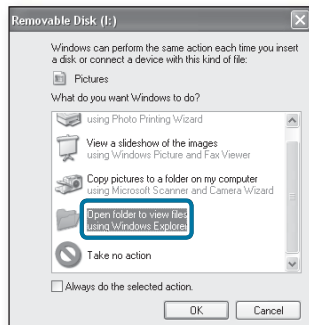 Removable Disk (I:)
Windows can perform the same action each time you insert
a disk or connect a device with this kind of file:
Pictures
What do you want Windows to do?
using Photo Printing Wizard
View a slideshow of the images
using Windows Picture and Fax Viewer
Copy pictures to a folder on my computer
using Microsoft Scanner and Camera Wizard
Open folder to view files
using Windows Explorer
Take no action
Always do the selected action.
OK
Cancel